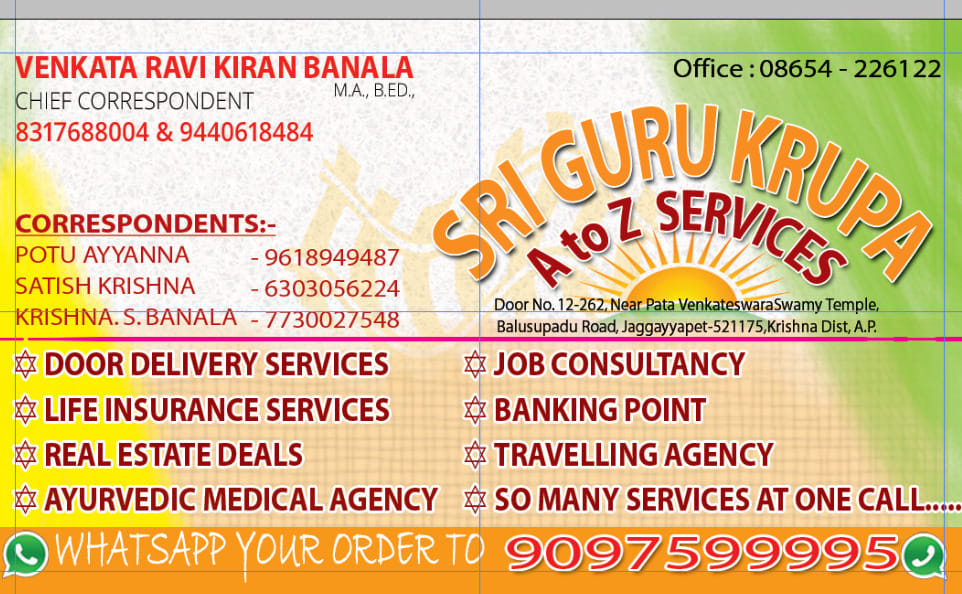 VENKATA RAVI KIRAN BANALA
M.A., B.ED.,
CHIEF CORRESPONDENT
8317688004 & 9440618484
Office : 08654 - 226122
SRI GURU KRUPA
A to Z SERVICES
Door No. 12-262, Near Pata VenkateswaraSwamy Temple,
Balusupadu Road, Jaggayyapet-521175,Krishna Dist, A.P.
CORRESPONDENTS:-
POTU AYYANNA - 9618949487
SATISH KRISHNA - 6303056224
KRISHNA. S. BANALA - 7730027548
DOOR DELIVERY SERVICES
LIFE INSURANCE SERVICES
REAL ESTATE DEALS
AYURVEDIC MEDICAL AGENCY
JOB CONSULTANCY
BANKING POINT
TRAVELLING AGENCY
SO MANY SERVICES AT ONE CALL.....
WHATSAPP YOUR ORDER TO 9097599995